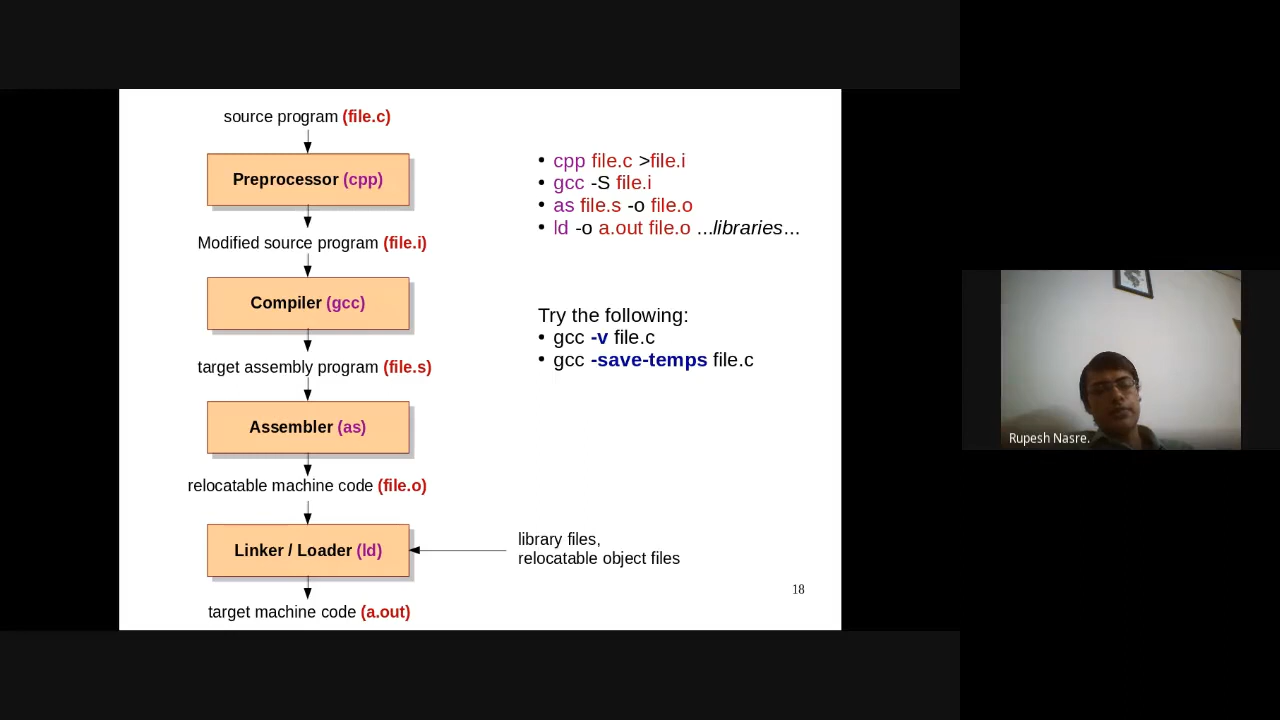 source program (file.c)
Preprocessor (cpp)
Modified source program (file.i)
Compiler (gcc)
target assembly program (file.s)
Assembler (as)
relocatable machine code (file.o)
Linker / Loader (ld)
target machine code (a.out)
• cpp file.c >file.i
• gcc -S file.i
• as file.s -o file.o
• ld -o a.out file.o ...libraries...
Try the following:
• gcc -v file.c
• gcc -save-temps file.c
library files,
relocatable object files
18
Rupesh Nasre.